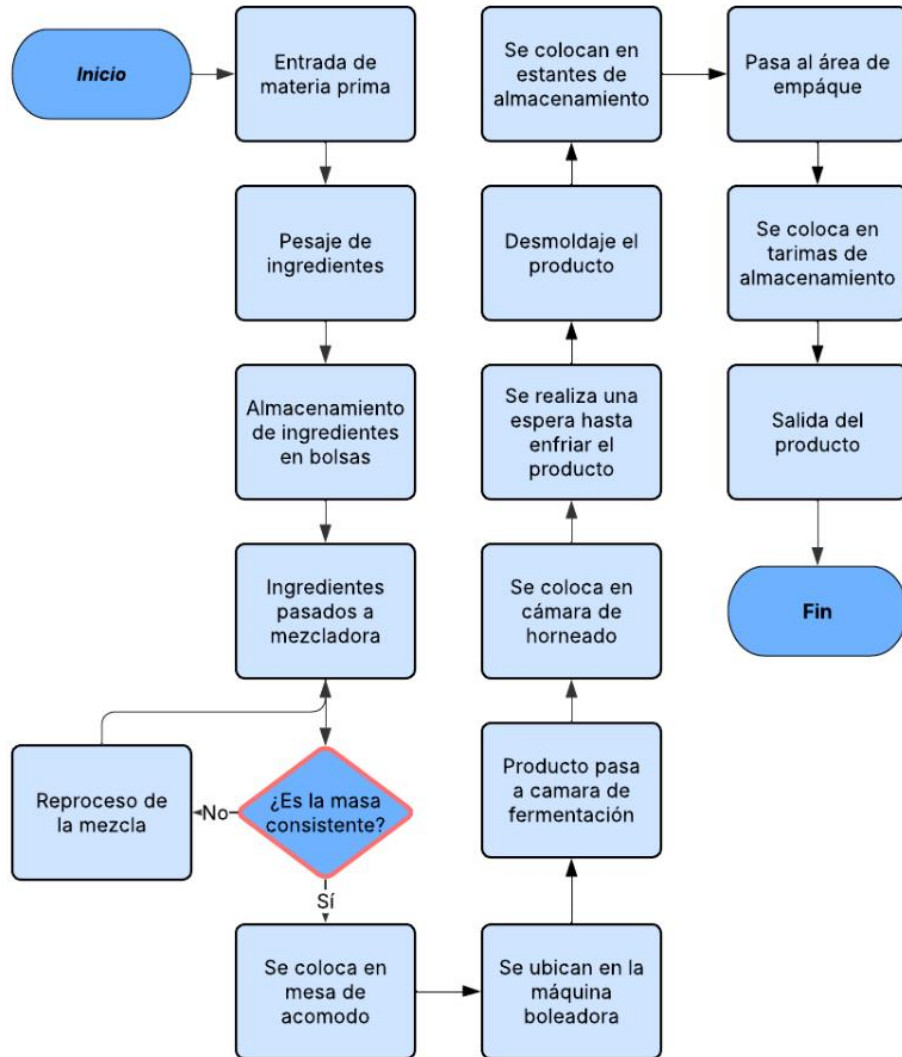 Inicio
Entrada de
materia prima
Pesaje de
ingredientes
Almacenamiento
de ingredientes
en bolsas
Ingredientes
pasados a
mezcladora
¿Es la masa
consistente?
No
Reproceso de
la mezcla
Sí
Se coloca en
mesa de
acomodo
Se ubican en la
máquina
boleadora
Producto pasa
a camara de
fermentación
Se coloca en
cámara de
horneado
Se realiza una
espera hasta
enfriar el
producto
Desmoldaje el
producto
Se colocan en
estantes de
almacenamiento
Pasa al área de
empáque
Se coloca en
tarimas de
almacenamiento
Salida del
producto
Fin